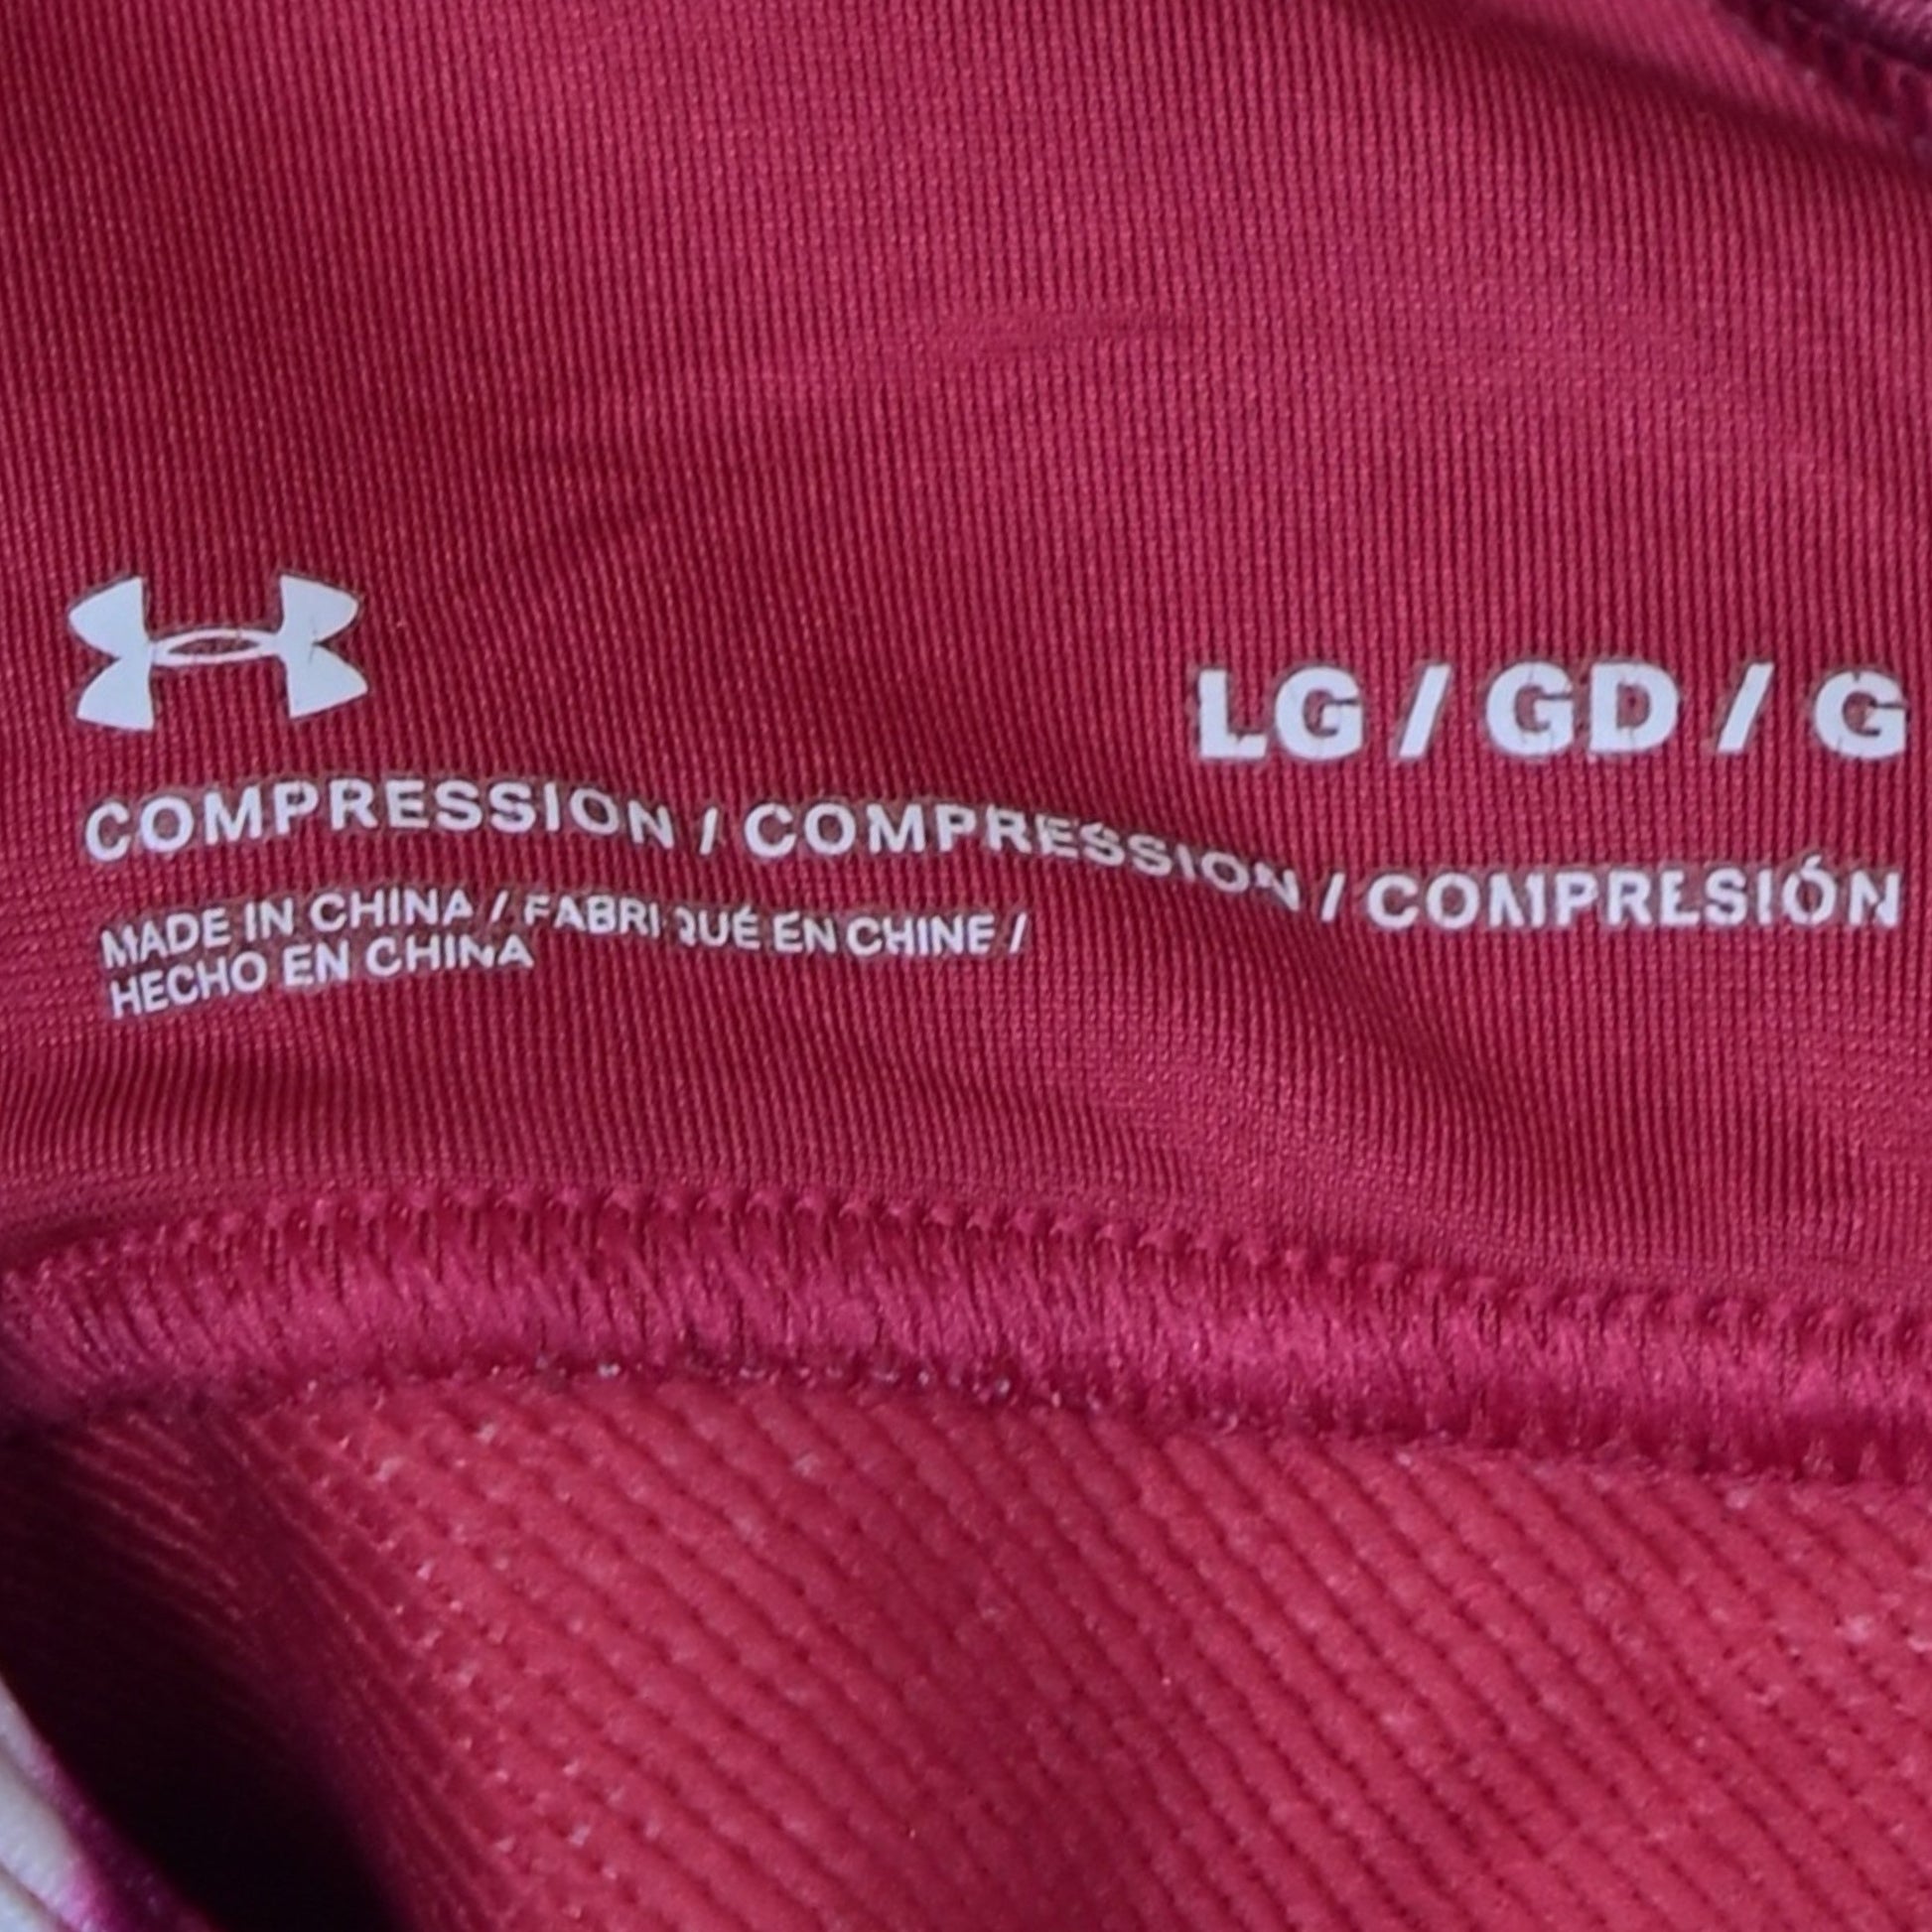 LG / GD / G
COMPRESSION / COMPRESSION / COMPRESIÓN
MADE IN CHINA / FABRIQUÉ EN CHINE /
HECHO EN CHINA